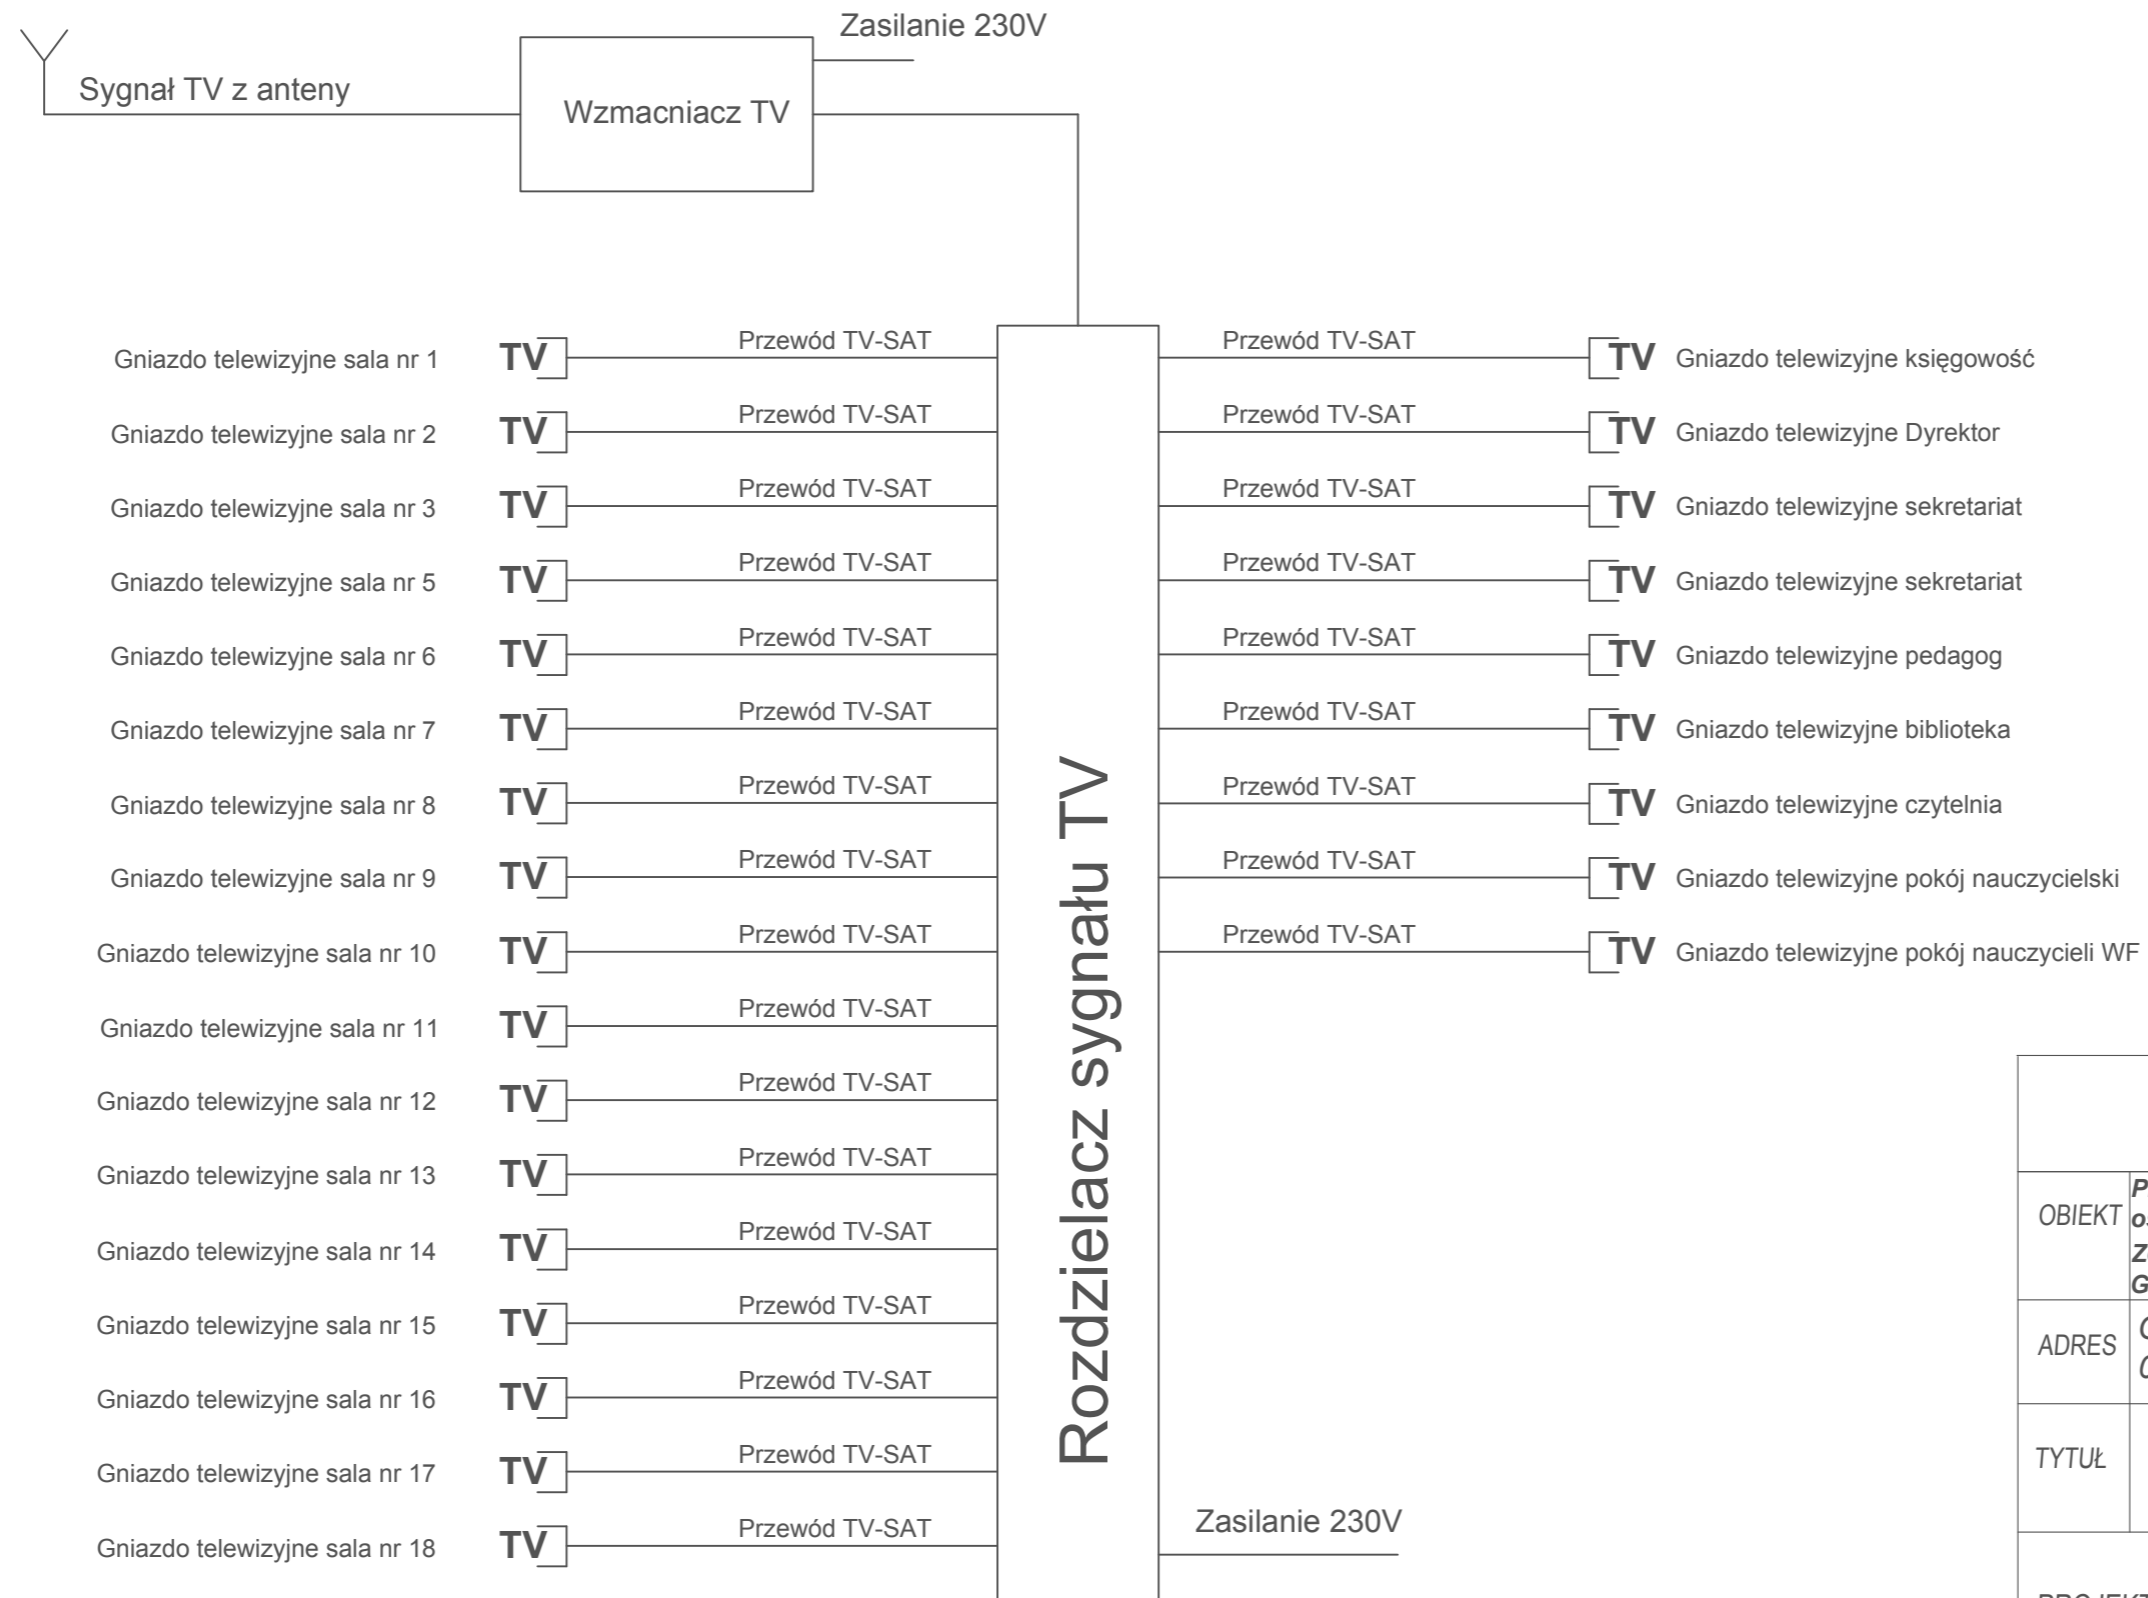 Zasilanie 230V
Sygnał TV z anteny
Wzmacniacz TV
Gniazdo telewizyjne sala nr 1 TV Przewód TV-SAT Przewód TV-SAT TV Gniazdo telewizyjne księgowość
Gniazdo telewizyjne sala nr 2 TV Przewód TV-SAT Przewód TV-SAT TV Gniazdo telewizyjne Dyrektor
Gniazdo telewizyjne sala nr 3 TV Przewód TV-SAT Przewód TV-SAT TV Gniazdo telewizyjne sekretariat
Gniazdo telewizyjne sala nr 5 TV Przewód TV-SAT Przewód TV-SAT TV Gniazdo telewizyjne sekretariat
Gniazdo telewizyjne sala nr 6 TV Przewód TV-SAT Przewód TV-SAT TV Gniazdo telewizyjne pedagog
Gniazdo telewizyjne sala nr 7 TV Przewód TV-SAT Przewód TV-SAT TV Gniazdo telewizyjne biblioteka
Gniazdo telewizyjne sala nr 8 TV Przewód TV-SAT Przewód TV-SAT TV Gniazdo telewizyjne czytelnia
Gniazdo telewizyjne sala nr 9 TV Przewód TV-SAT Przewód TV-SAT TV Gniazdo telewizyjne pokój nauczycielski
Gniazdo telewizyjne sala nr 10 TV Przewód TV-SAT Przewód TV-SAT TV Gniazdo telewizyjne pokój nauczycieli WF
Gniazdo telewizyjne sala nr 11 TV Przewód TV-SAT
Gniazdo telewizyjne sala nr 12 TV Przewód TV-SAT
Gniazdo telewizyjne sala nr 13 TV Przewód TV-SAT
Gniazdo telewizyjne sala nr 14 TV Przewód TV-SAT
Gniazdo telewizyjne sala nr 15 TV Przewód TV-SAT
Gniazdo telewizyjne sala nr 16 TV Przewód TV-SAT
Gniazdo telewizyjne sala nr 17 TV Przewód TV-SAT
Gniazdo telewizyjne sala nr 18 TV Przewód TV-SAT
Rozdzielacz sygnału TV
Zasilanie 230V
OBIEKT
ADRES
TYTUŁ